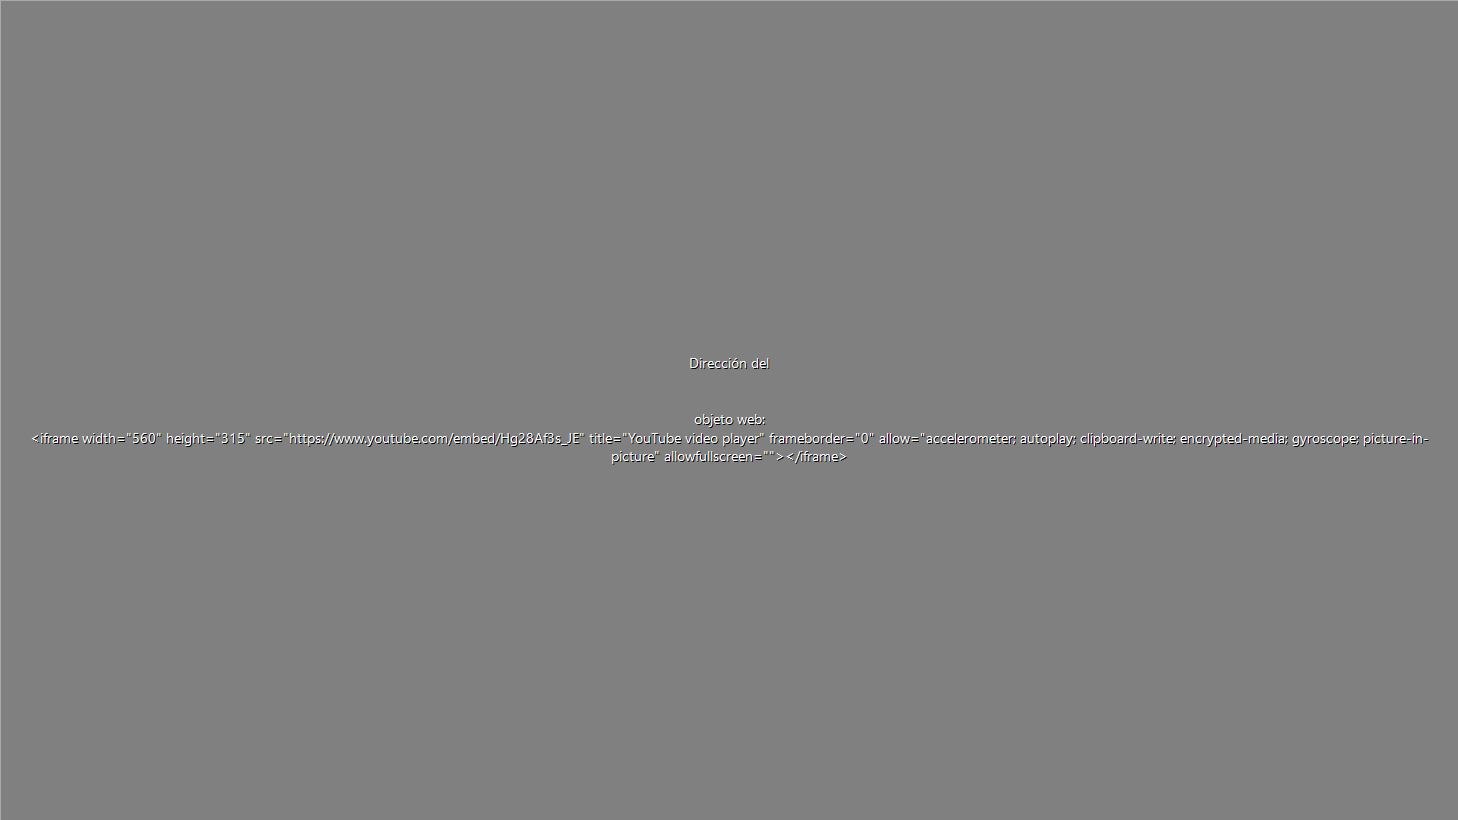 Dirección del
objeto web:
<iframe width="560" height="315" src="https://www.youtube.com/embed/Hg28Af3s_JE" title="YouTube video player" frameborder="0" allow="accelerometer; autoplay; clipboard-write; encrypted-media; gyroscope; picture-in-
picture" allowfullscreen=""></iframe>